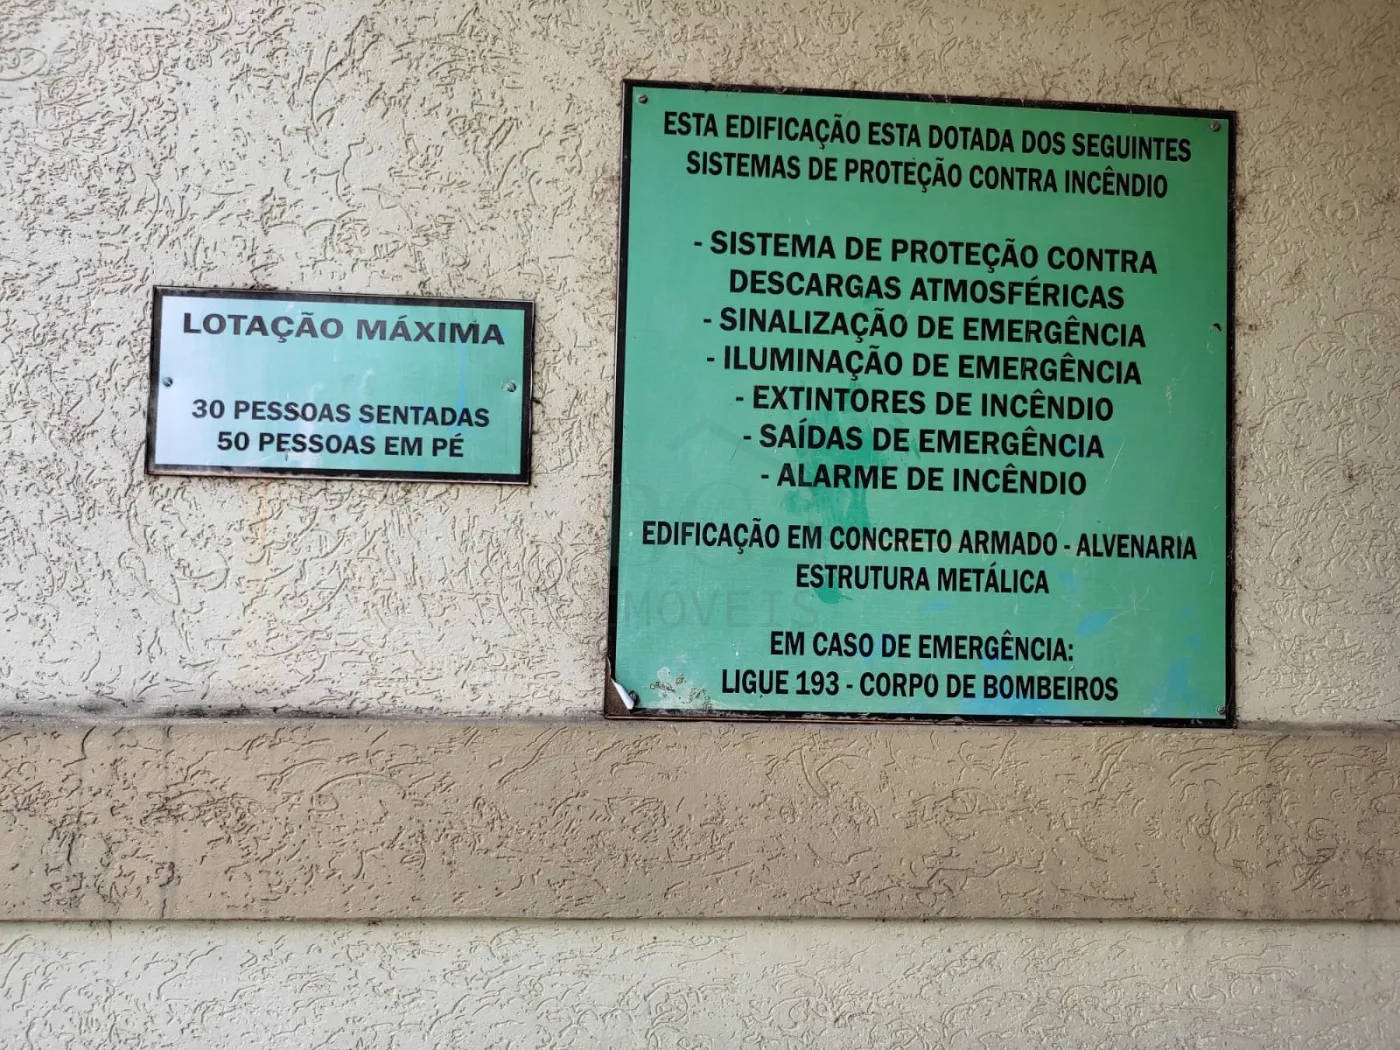 LOTAÇÃO MÁXIMA
30 PESSOAS SENTADAS
50 PESSOAS EM PÉ
ESTA EDIFICAÇÃO ESTA DOTADA DOS SEGUINTES
SISTEMAS DE PROTEÇÃO CONTRA INCÊNDIO
- SISTEMA DE PROTEÇÃO CONTRA
DESCARGAS ATMOSFÉRICAS
- SINALIZAÇÃO DE EMERGÊNCIA
- ILUMINAÇÃO DE EMERGÊNCIA
- EXTINTORES DE INCÊNDIO
- SAÍDAS DE EMERGÊNCIA
- ALARME DE INCÊNDIO
EDIFICAÇÃO EM CONCRETO ARMADO - ALVENARIA
ESTRUTURA METÁLICA
EM CASO DE EMERGÊNCIA:
LIGUE 193 - CORPO DE BOMBEIROS